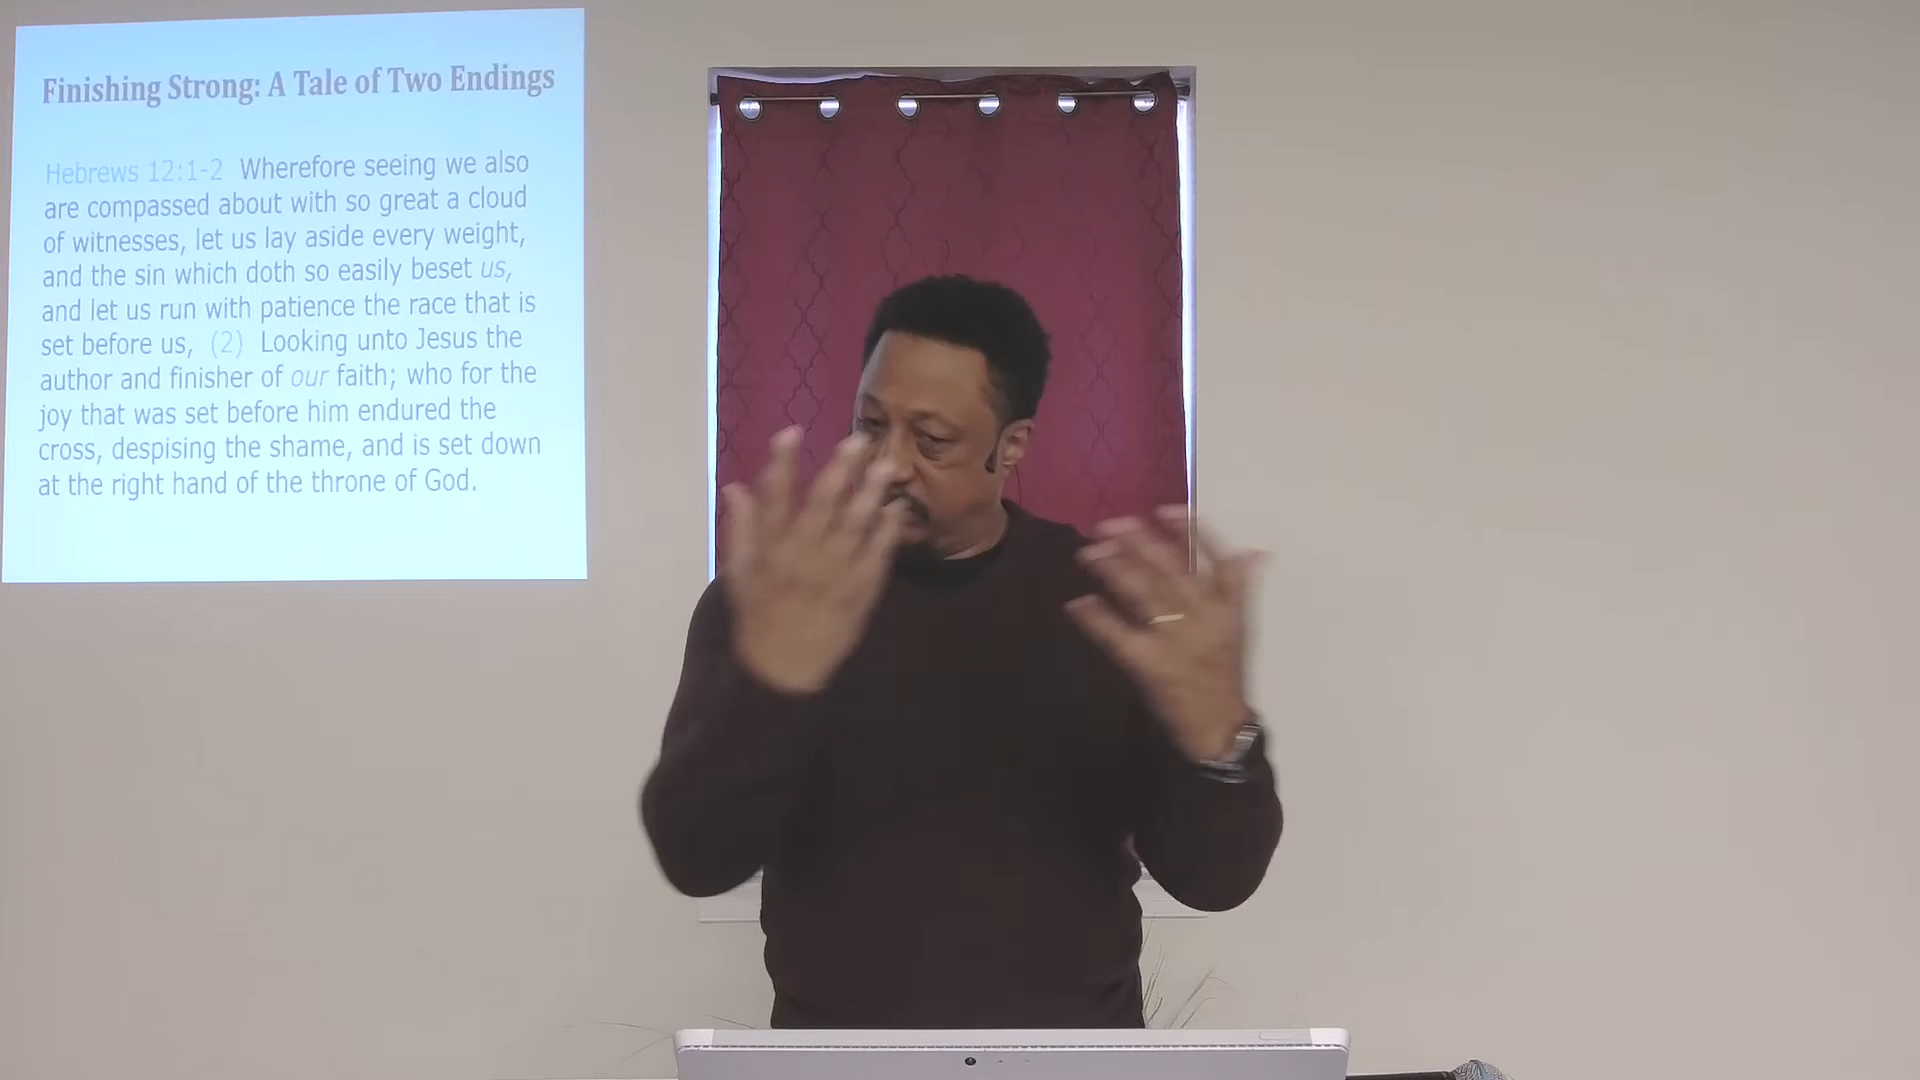 Finishing Strong: A Tale of Two Endings
Hebrews 12:1-2 Wherefore seeing we also
are compassed about with so great a cloud
of witnesses, let us lay aside every weight,
and the sin which doth so easily beset us,
and let us run with patience the race that is
set before us, (2) Looking unto Jesus the
author and finisher of our faith; who for the
joy that was set before him endured the
cross, despising the shame, and is set down
at the right hand of the throne of God.